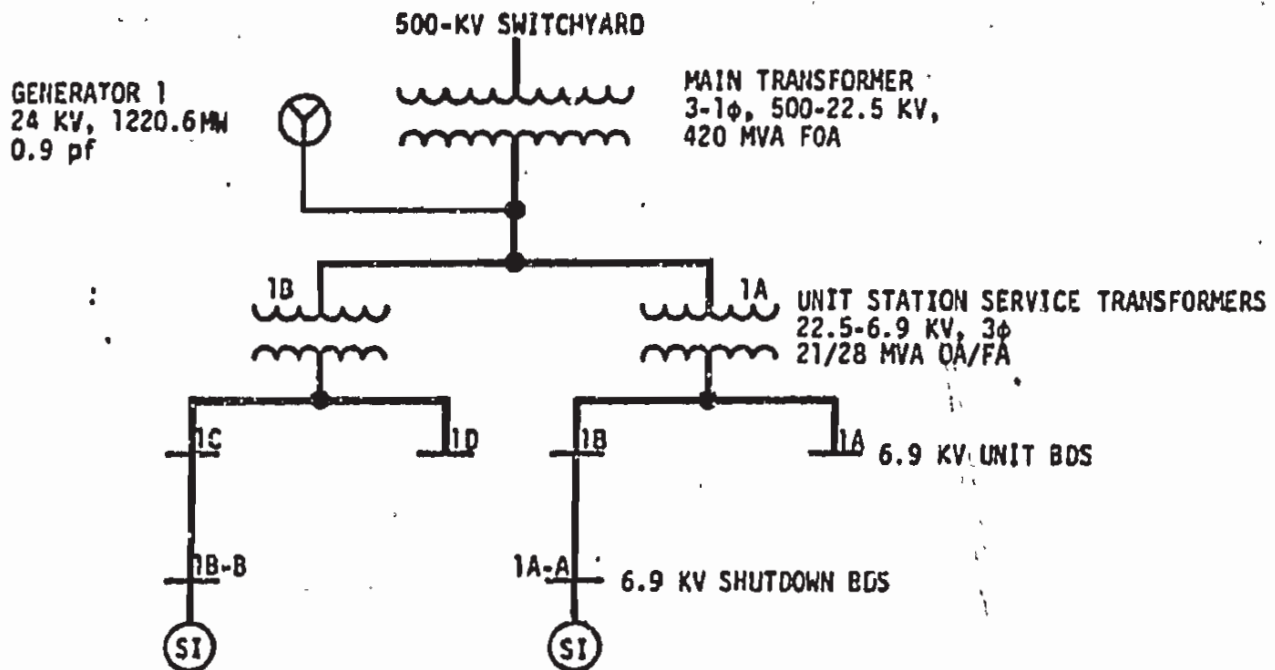 500-KV SWITCHYARD
GENERATOR 1
24 KV, 1220.6MW
0.9 pf
MAIN TRANSFORMER
3-1φ, 500-22.5 KV,
420 MVA FOA
1B
1A
UNIT STATION SERVICE TRANSFORMERS
22.5-6.9 KV, 3φ
21/28 MVA OA/FA
1C
1D
1B
1A
6.9 KV UNIT BDS
1B-B
1A-A
6.9 KV SHUTDOWN BDS
SI
SI